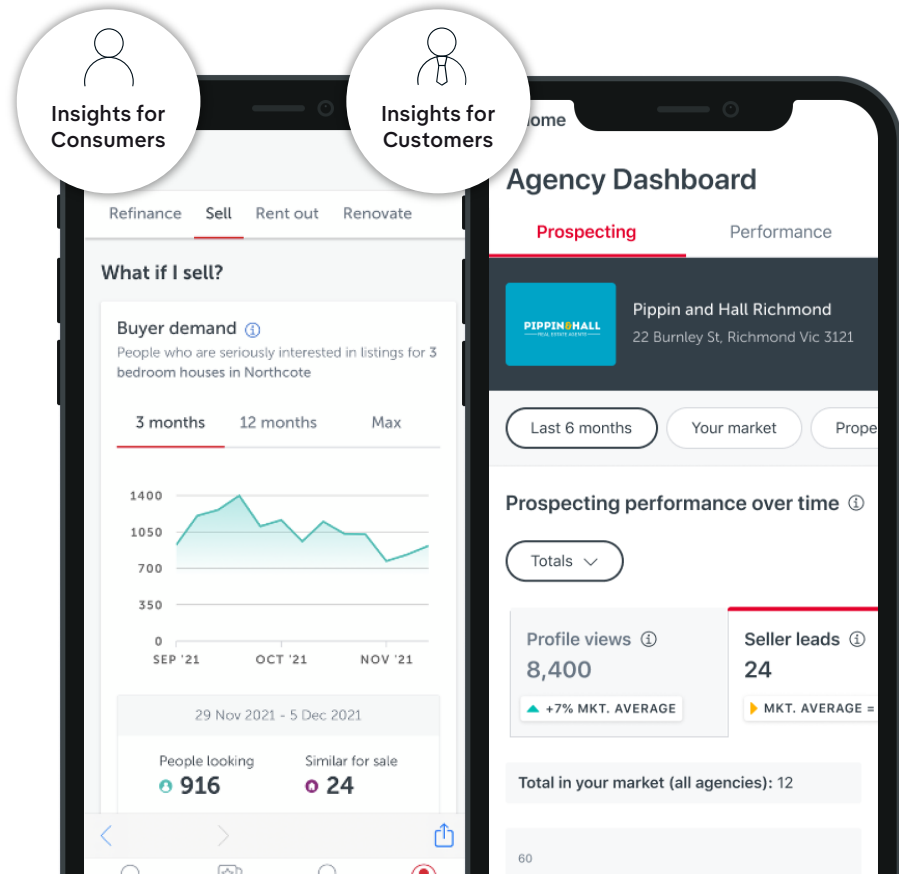 Insights for
Consumers
Refinance Sell Rent out Renovate
What if I sell?
Buyer demand
People who are seriously interested in listings for 3
bedroom houses in Northcote
3 months 12 months Max
1400
1050
700
350
0
SEP '21 OCT '21 NOV '21
29 Nov 2021 - 5 Dec 2021
People looking Similar for sale
916 24
Insights for
Customers
ome
Agency Dashboard
Prospecting Performance
PIPPIN&HALL
REAL ESTATE AGENTS
Pippin and Hall Richmond
22 Burnley St, Richmond Vic 3121
Last 6 months Your market Prope
Prospecting performance over time
Totals
Profile views
8,400
+7% MKT. AVERAGE
Seller leads
24
MKT. AVERAGE =
Total in your market (all agencies): 12
60